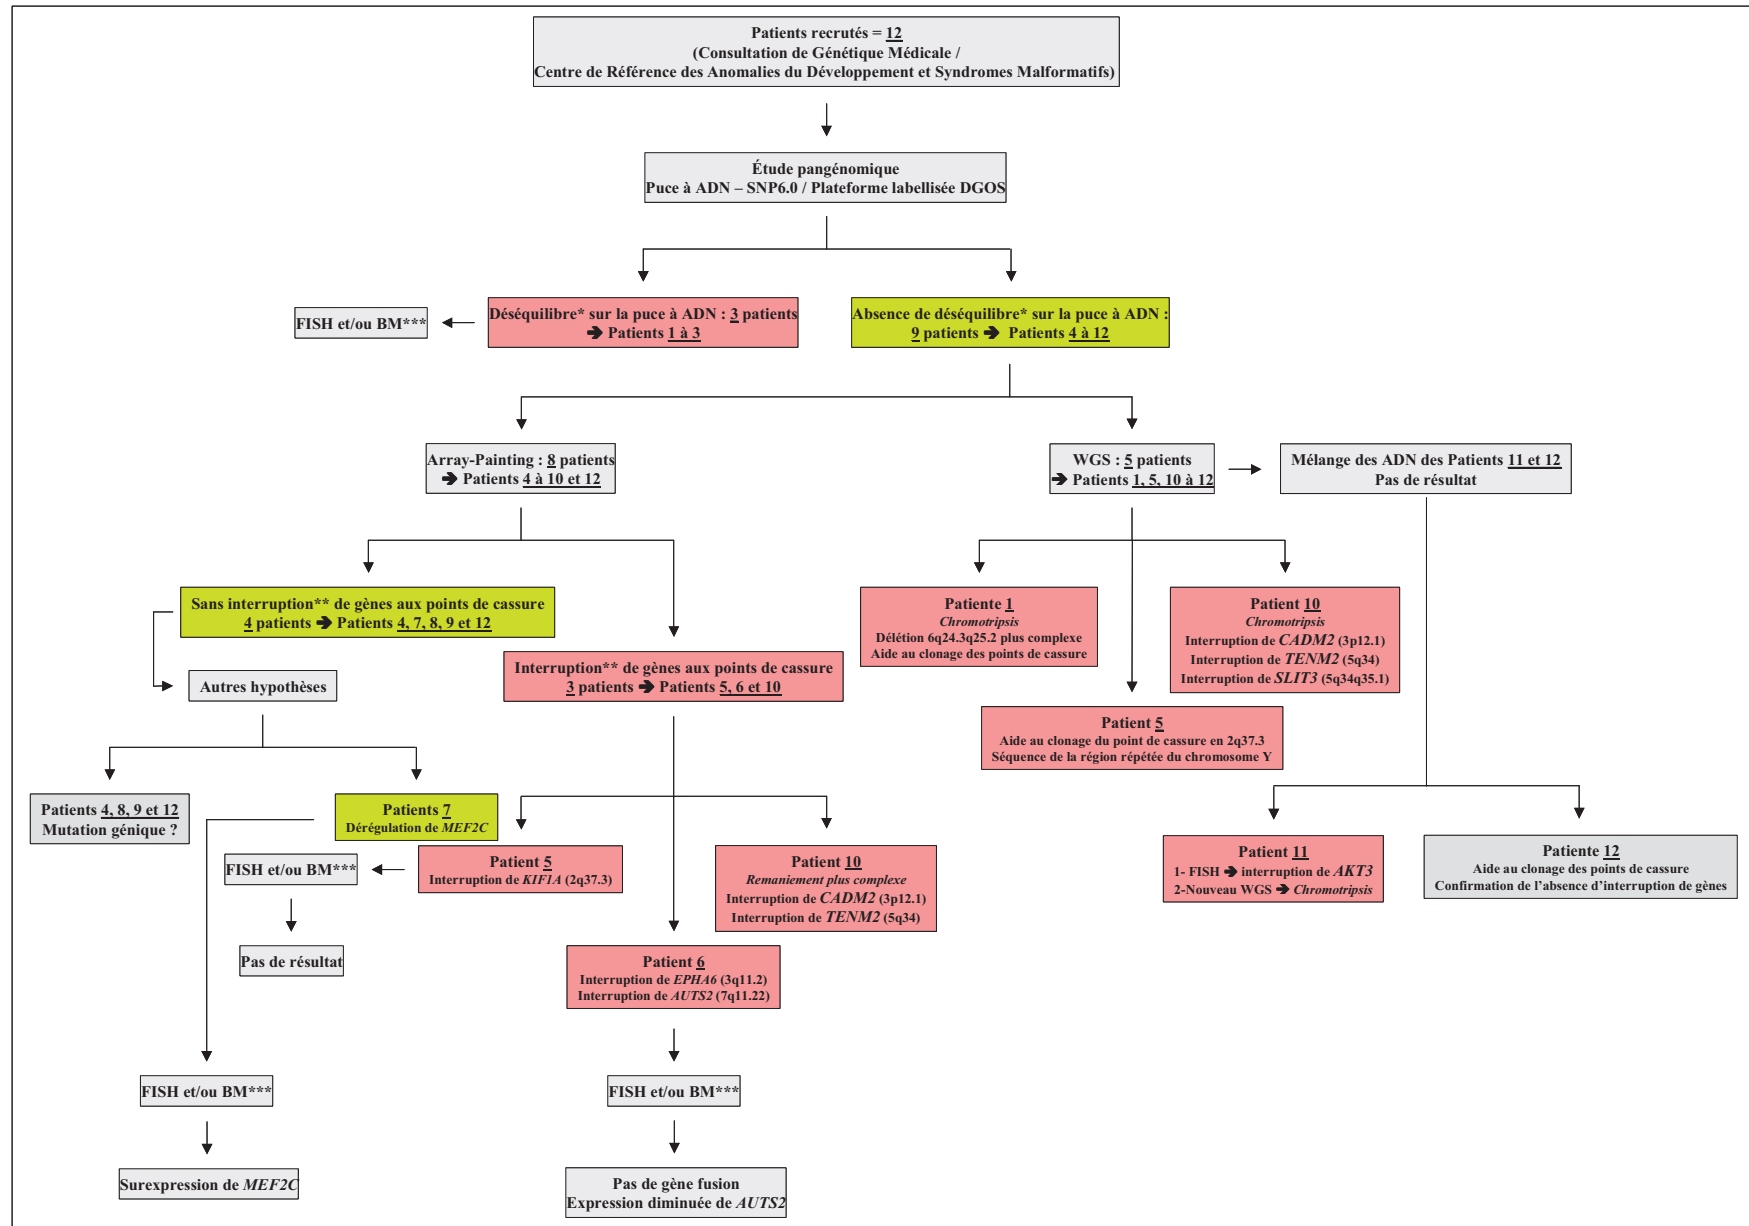 Patients recrutés = 12
(Consultation de Génétique Médicale /
Centre de Référence des Anomalies du Développement et Syndromes Malformatifs)
Étude pangénomique
Puce à ADN – SNP6.0 / Plateforme labellisée DGOS
FISH et/ou BM***
Déséquilibre* sur la puce à ADN : 3 patients
➔ Patients 1 à 3
Absence de déséquilibre* sur la puce à ADN :
9 patients ➔ Patients 4 à 12
Array-Painting : 8 patients
➔ Patients 4 à 10 et 12
WGS : 5 patients
➔ Patients 1, 5, 10 à 12
Mélange des ADN des Patients 11 et 12
Pas de résultat
Sans interruption** de gènes aux points de cassure
4 patients ➔ Patients 4, 7, 8, 9 et 12
Interruption** de gènes aux points de cassure
3 patients ➔ Patients 5, 6 et 10
Patiente 1
Chromotripsis
Délétion 6q24.3q25.2 plus complexe
Aide au clonage des points de cassure
Patient 10
Chromotripsis
Interruption de CADM2 (3p12.1)
Interruption de TENM2 (5q34)
Interruption de SLIT3 (5q34q35.1)
Autres hypothèses
Patient 5
Aide au clonage du point de cassure en 2q37.3
Séquence de la région répétée du chromosome Y
Patients 4, 8, 9 et 12
Mutation génique ?
Patients 7
Dérégulation de MEF2C
FISH et/ou BM***
Patient 5
Interruption de KIF1A (2q37.3)
Patient 10
Remaniement plus complexe
Interruption de CADM2 (3p12.1)
Interruption de TENM2 (5q34)
Patient 11
1- FISH ➔ interruption de AKT3
2-Nouveau WGS ➔ Chromotripsis
Patiente 12
Aide au clonage des points de cassure
Confirmation de l’absence d’interruption de gènes
Pas de résultat
Patient 6
Interruption de EPHA6 (3q11.2)
Interruption de AUTS2 (7q11.22)
FISH et/ou BM***
FISH et/ou BM***
Surexpression de MEF2C
Pas de gène fusion
Expression diminuée de AUTS2